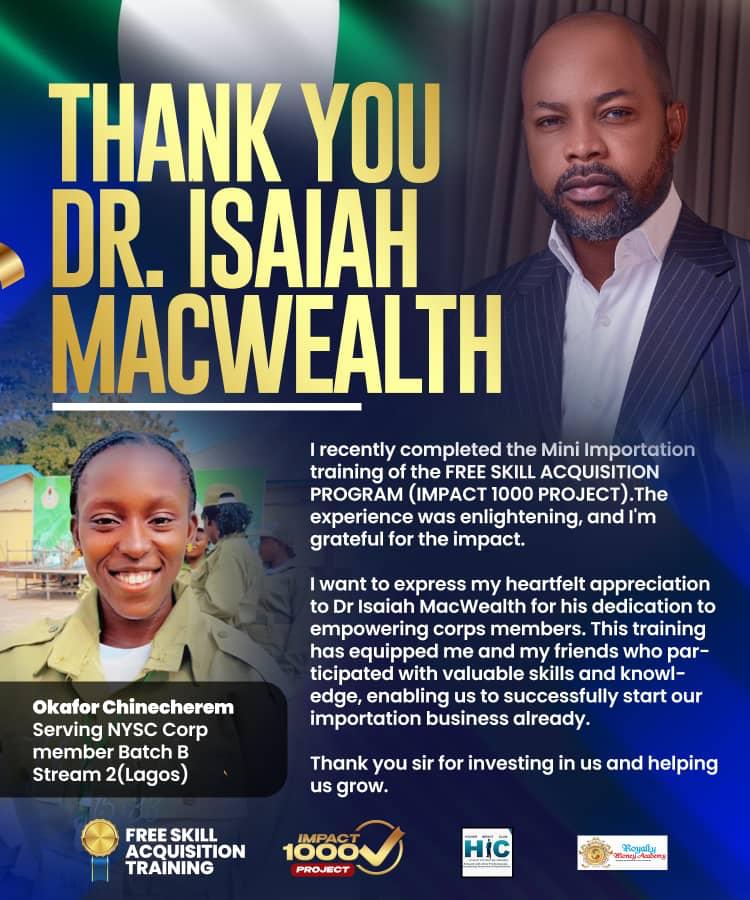 THANK YOU
DR. ISAIAH
MACWEALTH
I recently completed the Mini Importation
training of the FREE SKILL ACQUISITION
PROGRAM (IMPACT 1000 PROJECT).The
experience was enlightening, and I'm
grateful for the impact.
I want to express my heartfelt appreciation
to Dr Isaiah MacWealth for his dedication to
empowering corps members. This training
has equipped me and my friends who par-
ticipated with valuable skills and knowl-
edge, enabling us to successfully start our
importation business already.
Thank you sir for investing in us and helping
us grow.
Okafor Chinecherem
Serving NYSC Corp
member Batch B
Stream 2(Lagos)
FREE SKILL
ACQUISITION
TRAINING
IMPACT
1000
PROJECT
HIGHER IMPACT CLUB
HIC
Royally
Money Academy